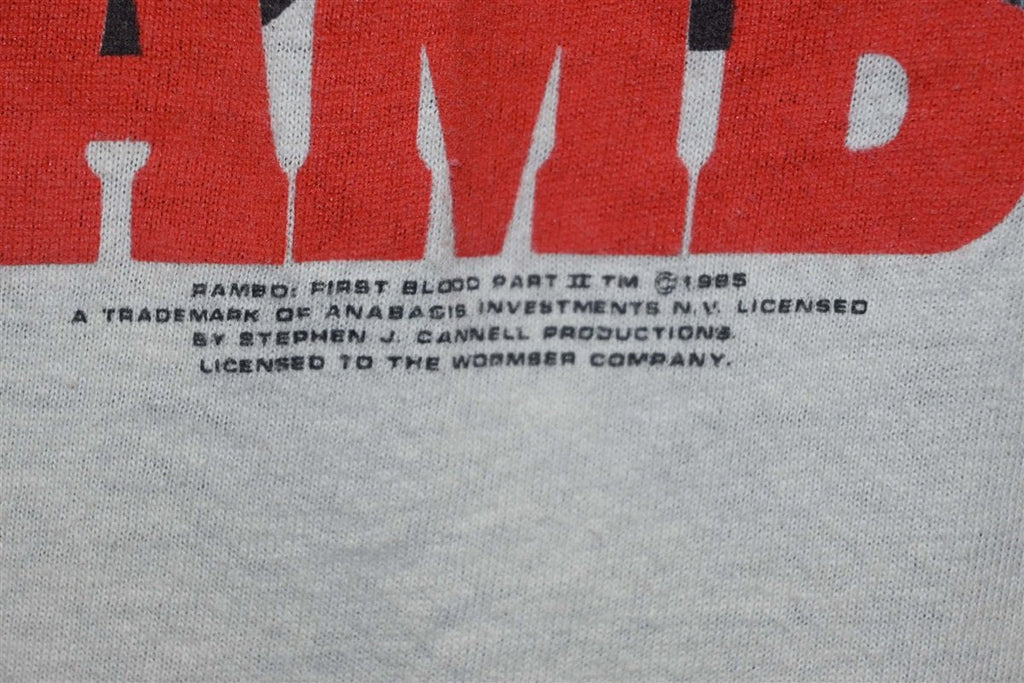 AMB
RAMBO: FIRST BLOOD PART II TM ©1985
A TRADEMARK OF ANABASIS INVESTMENTS N.V. LICENSED
BY STEPHEN J. CANNELL PRODUCTIONS.
LICENSED TO THE WORMSER COMPANY.